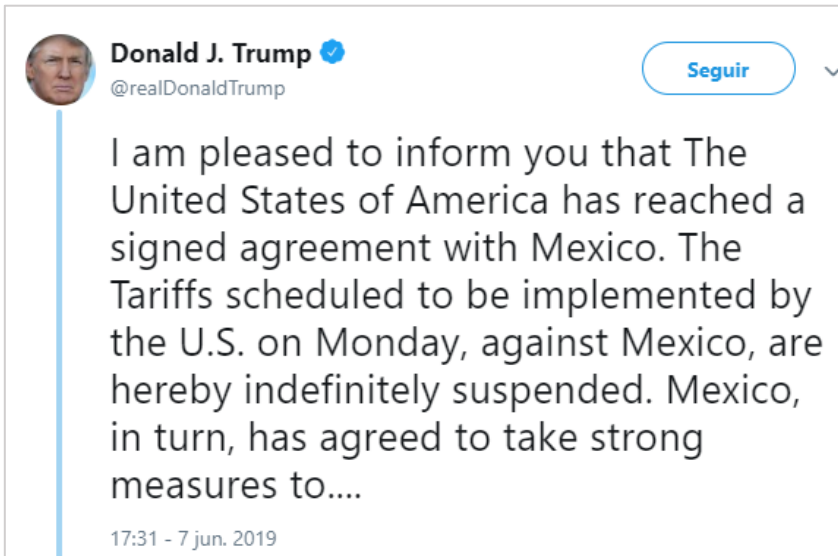 Donald J. Trump
@realDonaldTrump
Seguir
I am pleased to inform you that The
United States of America has reached a
signed agreement with Mexico. The
Tariffs scheduled to be implemented by
the U.S. on Monday, against Mexico, are
hereby indefinitely suspended. Mexico,
in turn, has agreed to take strong
measures to....
17:31 - 7 jun. 2019